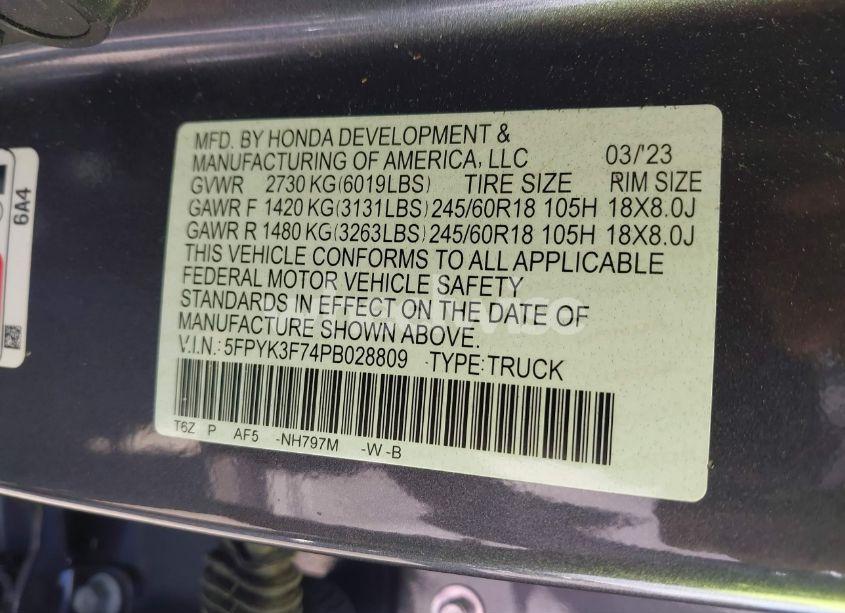 MFD. BY HONDA DEVELOPMENT &
MANUFACTURING OF AMERICA, LLC 03/'23
GVWR 2730 KG(6019LBS) TIRE SIZE RIM SIZE
GAWR F 1420 KG(3131LBS) 245/60R18 105H 18X8.0J
GAWR R 1480 KG(3263LBS) 245/60R18 105H 18X8.0J
THIS VEHICLE CONFORMS TO ALL APPLICABLE
FEDERAL MOTOR VEHICLE SAFETY
STANDARDS IN EFFECT ON THE DATE OF
MANUFACTURE SHOWN ABOVE.
V.I.N.: 5FPYK3F74PB028809 -TYPE:TRUCK
T6Z P AF5 -NH797M -W -B
6A4